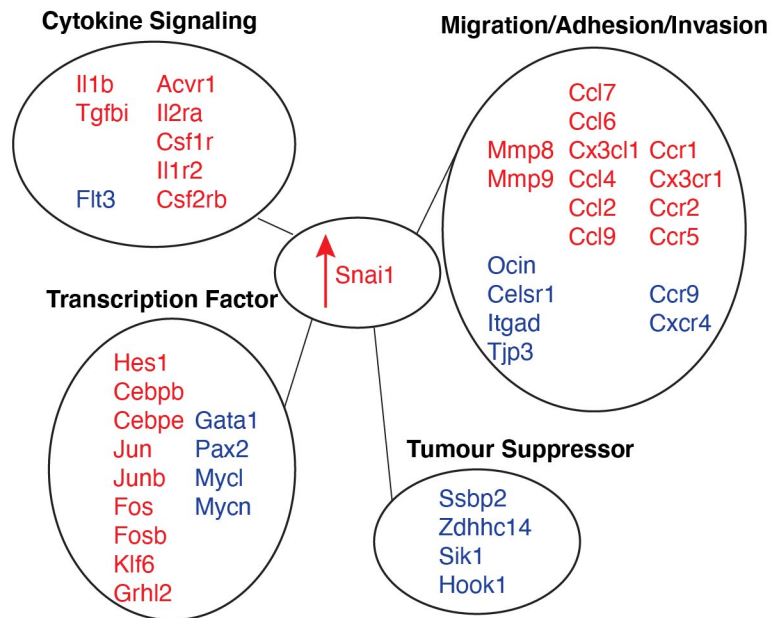 Cytokine Signaling
Il1b Acvr1
Tgfbi Il2ra
Csf1r
Il1r2
Flt3 Csf2rb
Migration/Adhesion/Invasion
Ccl7
Ccl6
Mmp8 Cx3cl1 Ccr1
Mmp9 Ccl4 Cx3cr1
Ccl2 Ccr2
Ccl9 Ccr5
Ocin
Celsr1 Ccr9
Itgad Cxcr4
Tjp3
Snai1
Transcription Factor
Hes1
Cebpb
Cebpe Gata1
Jun Pax2
Junb Mycl
Fos Mycn
Fosb
Klf6
Grhl2
Tumour Suppressor
Ssbp2
Zdhhc14
Sik1
Hook1